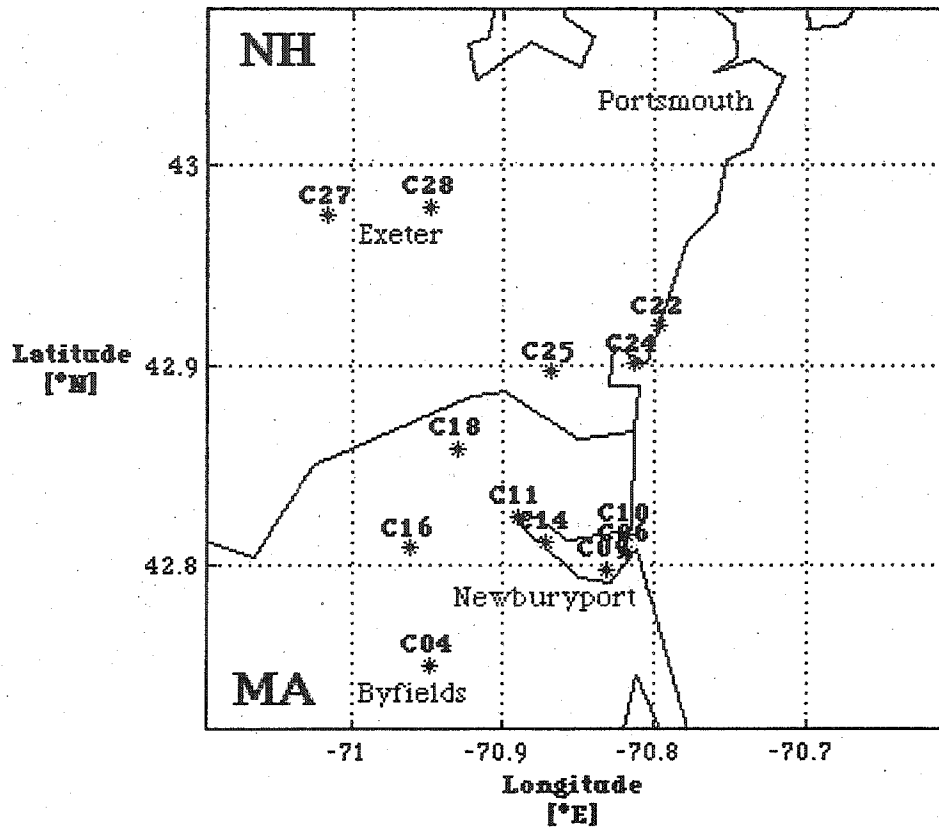 NH
Portsmouth
43
C27
C28
Exeter
C22
C24
C25
Latitude
[°N]
42.9
C18
C11
C14
C10
C06
C16
C09
42.8
Newburyport
C04
MA
Byfields
-71
-70.9
-70.8
-70.7
Longitude
[°E]